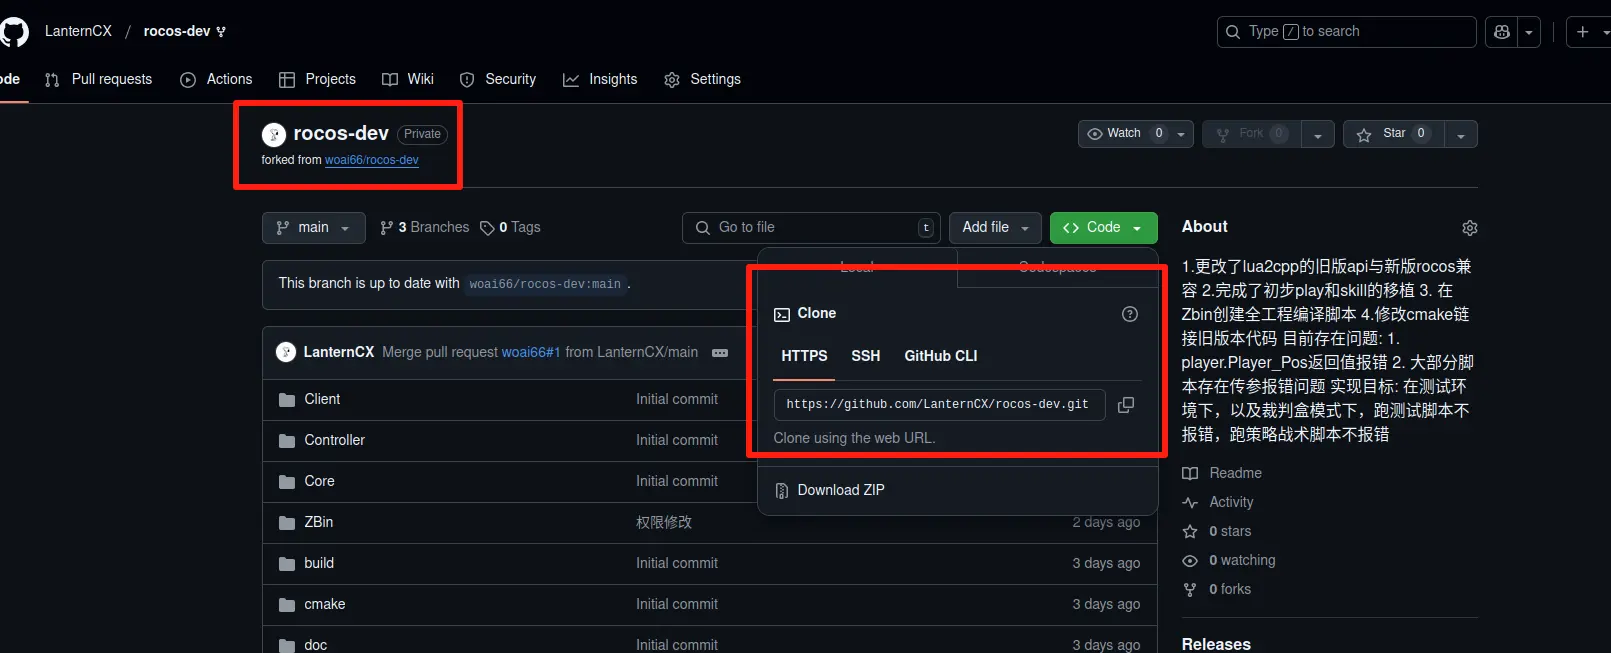 LanternCX / rocos-dev
Type / to search
ode Pull requests Actions Projects Wiki Security Insights Settings
rocos-dev Private
forked from woai66/rocos-dev
Watch 0 Fork 0 Star 0
main 3 Branches 0 Tags Go to file t Add file Code
This branch is up to date with woai66/rocos-dev:main .
LanternCX Merge pull request woai66#1 from LanternCX/main
Client Initial commit
Controller Initial commit
Core Initial commit
ZBin 权限修改 2 days ago
build Initial commit 3 days ago
cmake Initial commit 3 days ago
doc Initial commit 3 days ago
Local Codespaces
Clone
HTTPS SSH GitHub CLI
https://github.com/LanternCX/rocos-dev.git
Clone using the web URL.
Download ZIP
About
1.更改了lua2cpp的旧版api与新版rocos兼
容 2.完成了初步play和skill的移植 3. 在
Zbin创建全工程编译脚本 4.修改cmake链
接旧版本代码 目前存在问题: 1.
player.Player_Pos返回值报错 2. 大部分脚
本存在传参报错问题 实现目标: 在测试环
境下，以及裁判盒模式下，跑测试脚本不
报错，跑策略战术脚本不报错
Readme
Activity
0 stars
0 watching
0 forks
Releases